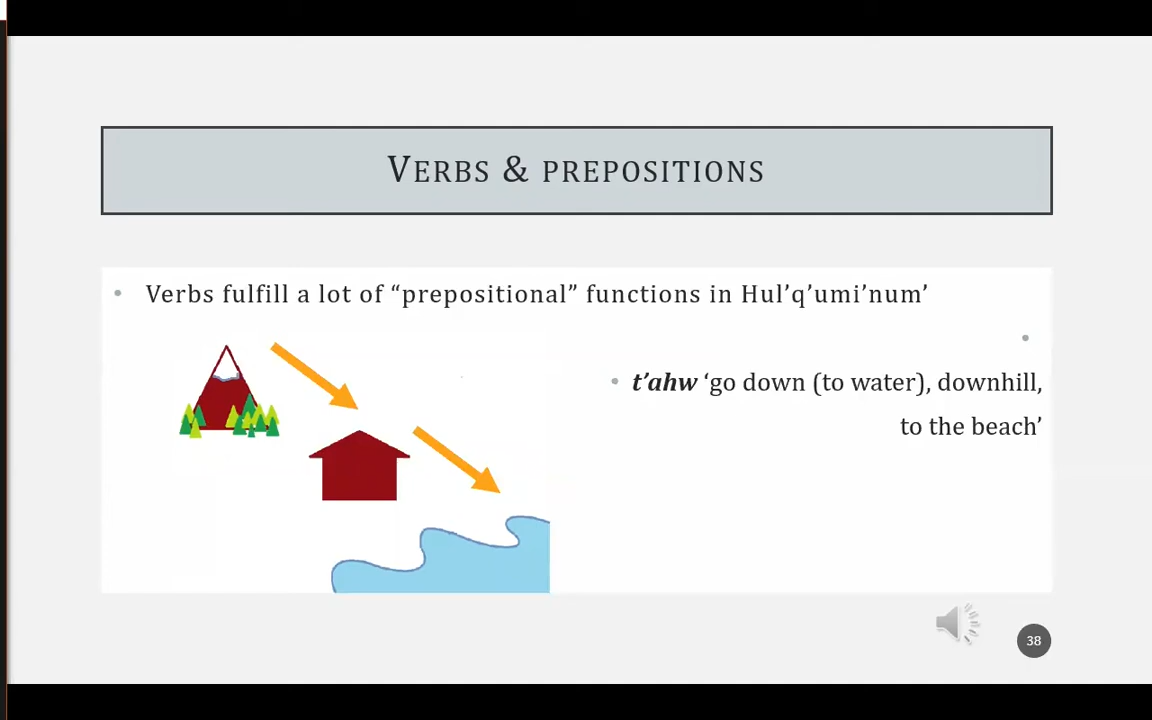 VERBS & PREPOSITIONS
• Verbs fulfill a lot of “prepositional” functions in Hul’q’umi’num’
•
• t’ahw ‘go down (to water), downhill,
to the beach’
38